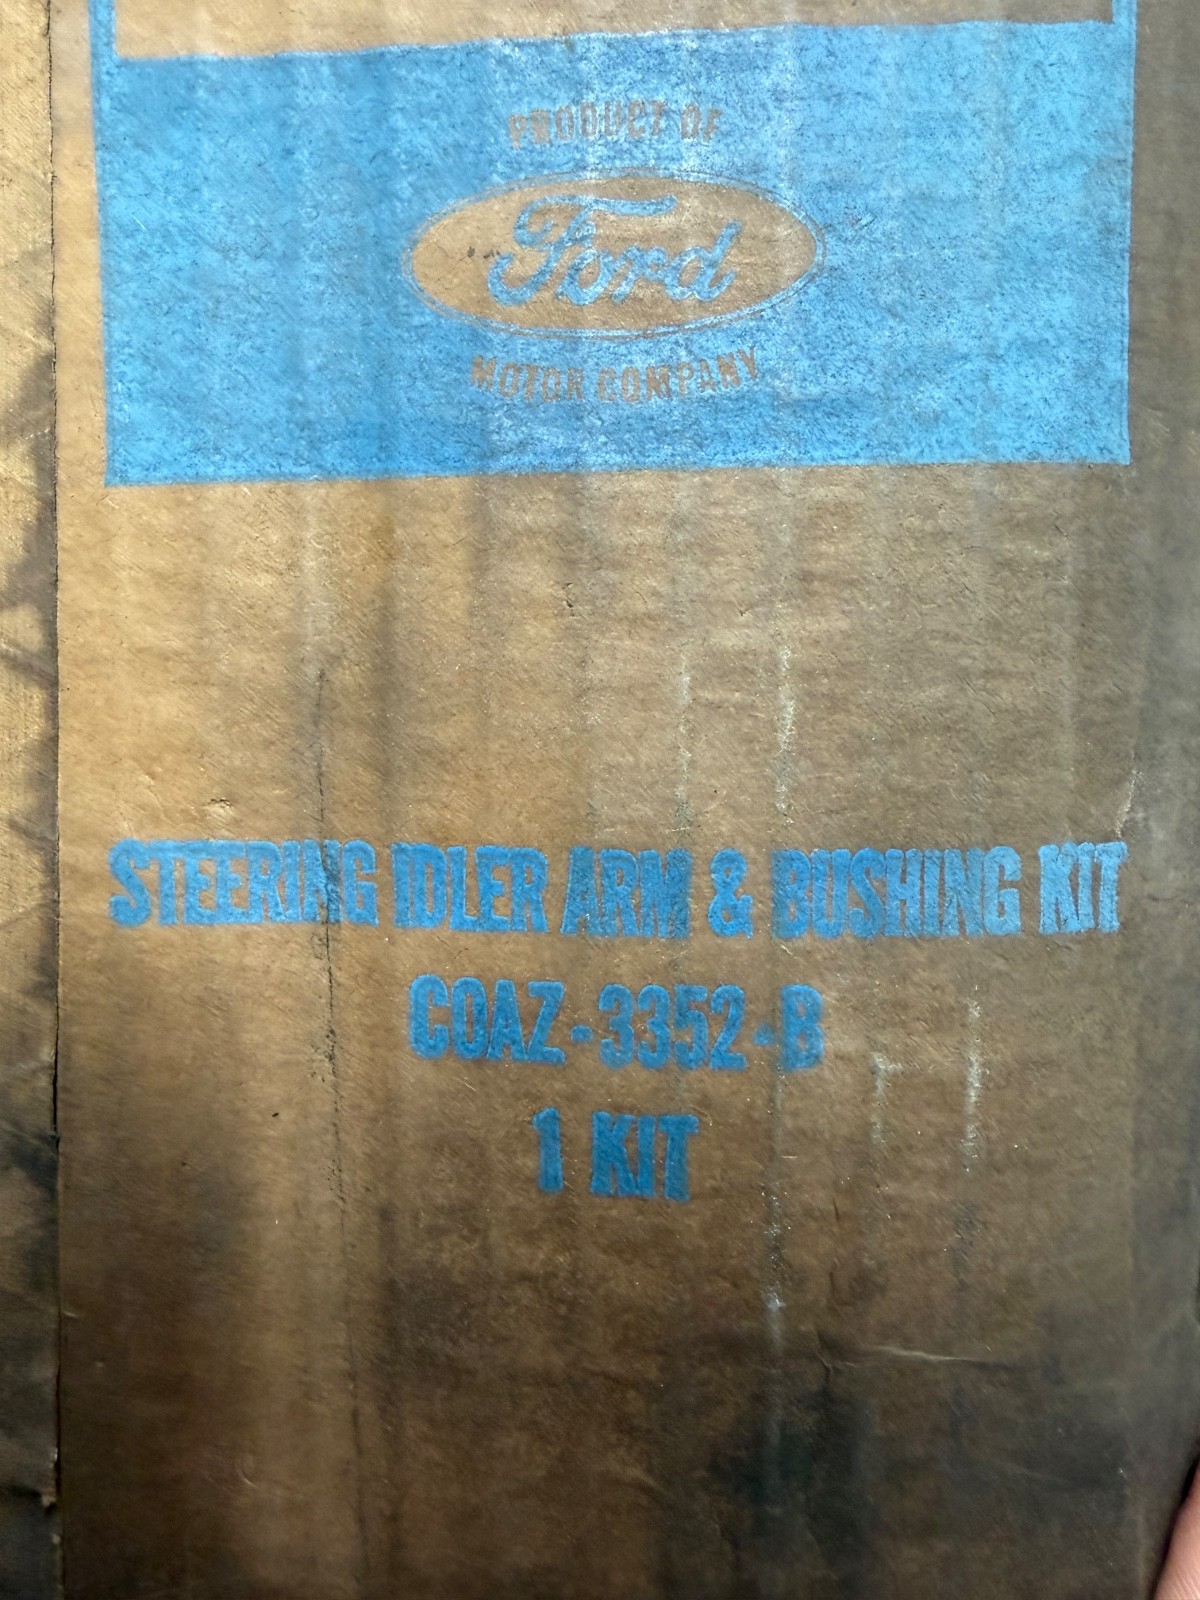 PRODUCT OF
Ford
MOTOR COMPANY
STEERING IDLER ARM & BUSHING KIT
COAZ-3352-B
1 KIT